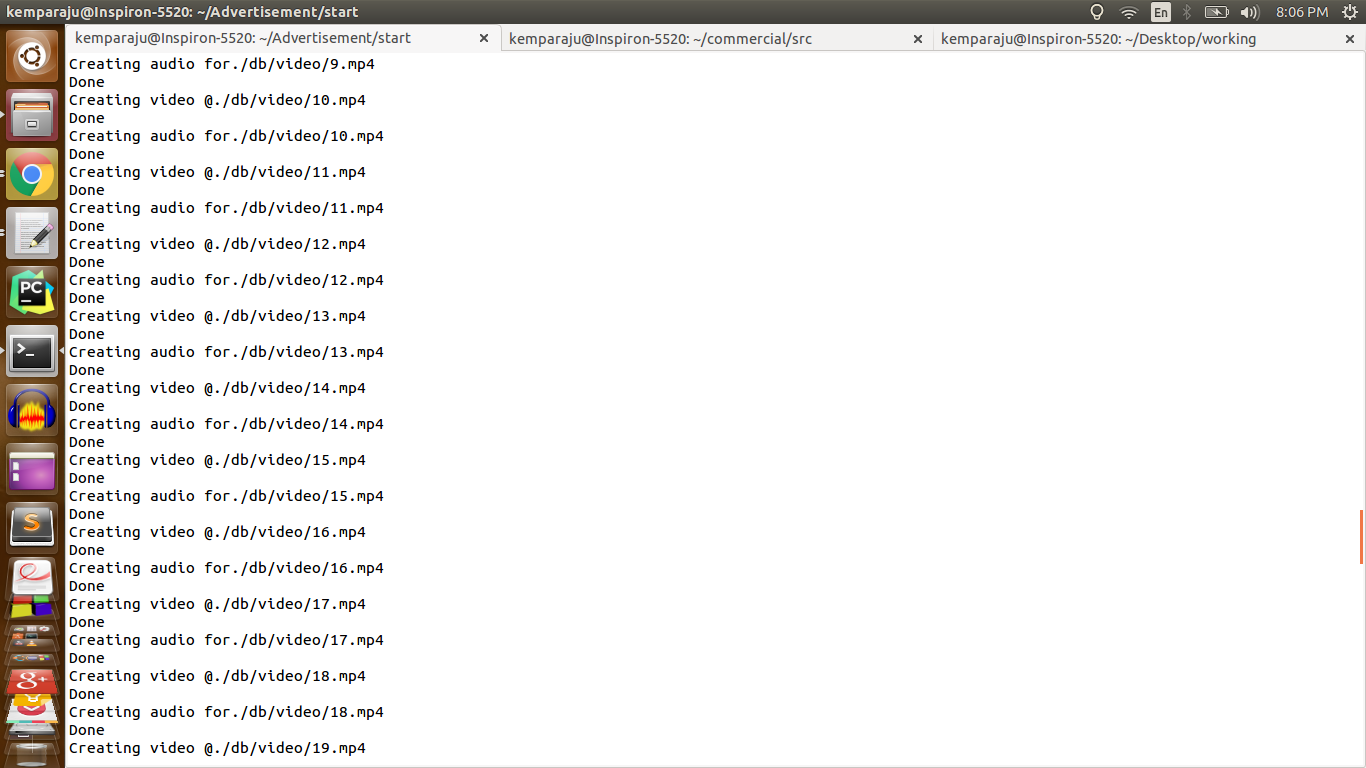 kemparaju@Inspiron-5520: ~/Advertisement/start
En
8:06 PM
kemparaju@Inspiron-5520: ~/Advertisement/start
kemparaju@Inspiron-5520: ~/commercial/src
kemparaju@Inspiron-5520: ~/Desktop/working
Creating audio for./db/video/9.mp4
Done
Creating video @./db/video/10.mp4
Done
Creating audio for./db/video/10.mp4
Done
Creating video @./db/video/11.mp4
Done
Creating audio for./db/video/11.mp4
Done
Creating video @./db/video/12.mp4
Done
Creating audio for./db/video/12.mp4
Done
Creating video @./db/video/13.mp4
Done
Creating audio for./db/video/13.mp4
Done
Creating video @./db/video/14.mp4
Done
Creating audio for./db/video/14.mp4
Done
Creating video @./db/video/15.mp4
Done
Creating audio for./db/video/15.mp4
Done
Creating video @./db/video/16.mp4
Done
Creating audio for./db/video/16.mp4
Done
Creating video @./db/video/17.mp4
Done
Creating audio for./db/video/17.mp4
Done
Creating video @./db/video/18.mp4
Done
Creating audio for./db/video/18.mp4
Done
Creating video @./db/video/19.mp4
PC
>_
S
g+